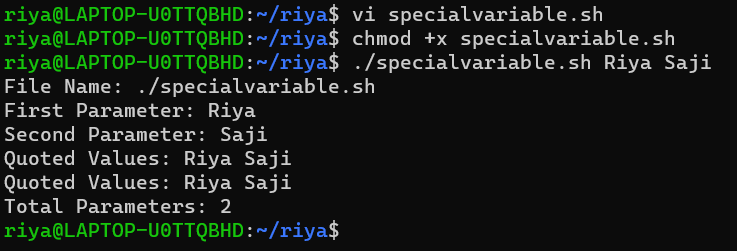 riya@LAPTOP-U0TTQBHD:~/riya$ vi specialvariable.sh
riya@LAPTOP-U0TTQBHD:~/riya$ chmod +x specialvariable.sh
riya@LAPTOP-U0TTQBHD:~/riya$ ./specialvariable.sh Riya Saji
File Name: ./specialvariable.sh
First Parameter: Riya
Second Parameter: Saji
Quoted Values: Riya Saji
Quoted Values: Riya Saji
Total Parameters: 2
riya@LAPTOP-U0TTQBHD:~/riya$